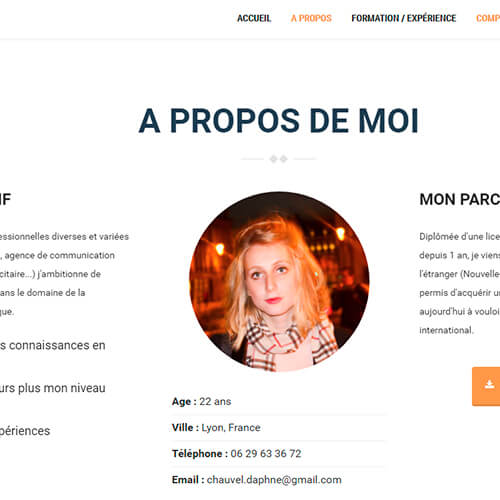 ACCUEIL A PROPOS FORMATION / EXPÉRIENCE COMP
A PROPOS DE MOI
IF
essionnelles diverses et variées
, agence de communication
citaire...) j'ambitionne de
ans le domaine de la
que.
s connaissances en
urs plus mon niveau
périences
Age : 22 ans
Ville : Lyon, France
Téléphone : 06 29 63 36 72
Email : chauvel.daphne@gmail.com
MON PARC
Diplômée d'une lice
depuis 1 an, je vien
l'étranger (Nouvelle
permis d'acquérir u
aujourd'hui à vouloi
international.